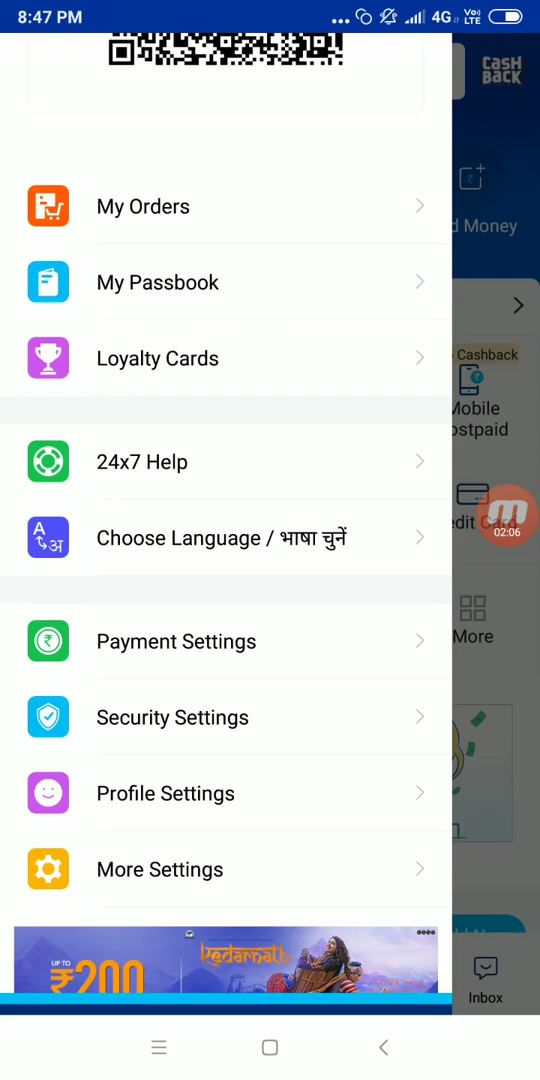 8:47 PM
4G
Vo))
LTE
CASH
BACK
d Money
My Orders
My Passbook
Cashback
Loyalty Cards
Mobile
ostpaid
24x7 Help
edit Card
02:06
Choose Language / भाषा चुनें
More
Payment Settings
Security Settings
Profile Settings
More Settings
UP TO
₹200
kedarnath
Inbox